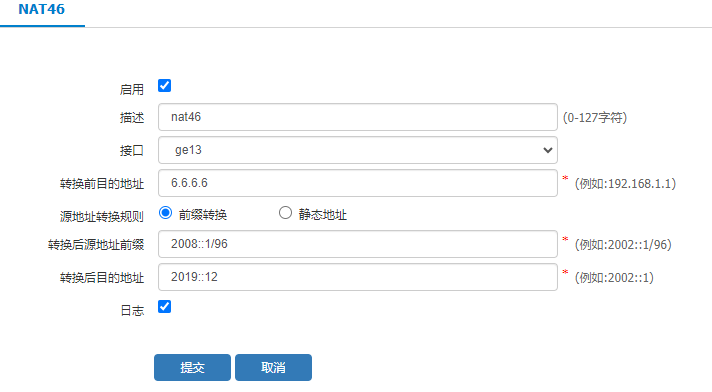 NAT46
启用
描述 nat46 (0-127字符)
接口 ge13
转换前目的地址 6.6.6.6 * (例如:192.168.1.1)
源地址转换规则 前缀转换 静态地址
转换后源地址前缀 2008::1/96 * (例如:2002::1/96)
转换后目的地址 2019::12 * (例如:2002::1)
日志
提交 取消